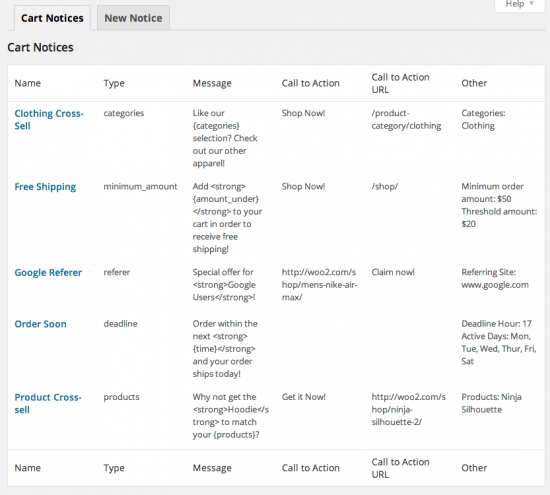 Help ▼
Cart Notices
New Notice
Cart Notices
Name Type Message Call to Action Call to Action URL Other
Clothing Cross-
Sell
categories
Like our
{categories}
selection? Check
out our other
apparel!
Shop Now!
/product-
category/clothing
Categories:
Clothing
Free Shipping
minimum_amount
Add <strong>
{amount_under}
</strong> to your
cart in order to
receive free
shipping!
Shop Now!
/shop/
Minimum order
amount: $50
Threshold amount:
$20
Google Referer
referer
Special offer for
<strong>Google
Users</strong>!
http://woo2.com/s
hop/mens-nike-air-
max/
Claim now!
Referring Site:
www.google.com
Order Soon
deadline
Order within the
next <strong>
{time}</strong>
and your order
ships today!
Deadline Hour: 17
Active Days: Mon,
Tue, Wed, Thur, Fri,
Sat
Product Cross-
sell
products
Why not get the
<strong>Hoodie</s
trong> to match
your {products}?
Get it Now!
http://woo2.com/s
hop/ninja-
silhouette-2/
Products: Ninja
Silhouette
Name Type Message Call to Action Call to Action URL Other